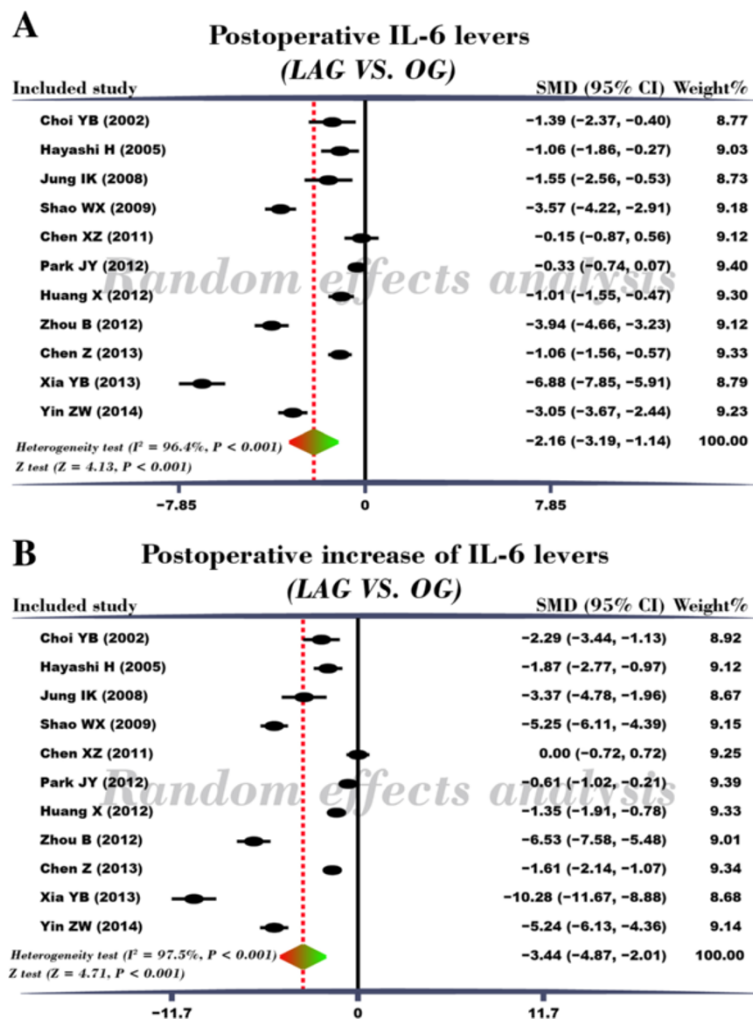 A
Postoperative IL-6 levers
(LAG VS. OG)
Included study SMD (95% CI) Weight%
Choi YB (2002) −1.39 (−2.37, −0.40) 8.77
Hayashi H (2005) −1.06 (−1.86, −0.27) 9.03
Jung IK (2008) −1.55 (−2.56, −0.53) 8.73
Shao WX (2009) −3.57 (−4.22, −2.91) 9.18
Chen XZ (2011) −0.15 (−0.87, 0.56) 9.12
Park JY (2012) −0.33 (−0.74, 0.07) 9.40
Random effects analysis
Huang X (2012) −1.01 (−1.55, −0.47) 9.30
Zhou B (2012) −3.94 (−4.66, −3.23) 9.12
Chen Z (2013) −1.06 (−1.56, −0.57) 9.33
Xia YB (2013) −6.88 (−7.85, −5.91) 8.79
Yin ZW (2014) −3.05 (−3.67, −2.44) 9.23
Heterogeneity test (I² = 96.4%, P < 0.001) −2.16 (−3.19, −1.14) 100.00
Z test (Z = 4.13, P < 0.001)
−7.85 0 7.85
B
Postoperative increase of IL-6 levers
(LAG VS. OG)
Included study SMD (95% CI) Weight%
Choi YB (2002) −2.29 (−3.44, −1.13) 8.92
Hayashi H (2005) −1.87 (−2.77, −0.97) 9.12
Jung IK (2008) −3.37 (−4.78, −1.96) 8.67
Shao WX (2009) −5.25 (−6.11, −4.39) 9.15
Chen XZ (2011) 0.00 (−0.72, 0.72) 9.25
Park JY (2012) −0.61 (−1.02, −0.21) 9.39
Random effects analysis
Huang X (2012) −1.35 (−1.91, −0.78) 9.33
Zhou B (2012) −6.53 (−7.58, −5.48) 9.01
Chen Z (2013) −1.61 (−2.14, −1.07) 9.34
Xia YB (2013) −10.28 (−11.67, −8.88) 8.68
Yin ZW (2014) −5.24 (−6.13, −4.36) 9.14
Heterogeneity test (I² = 97.5%, P < 0.001) −3.44 (−4.87, −2.01) 100.00
Z test (Z = 4.71, P < 0.001)
−11.7 0 11.7